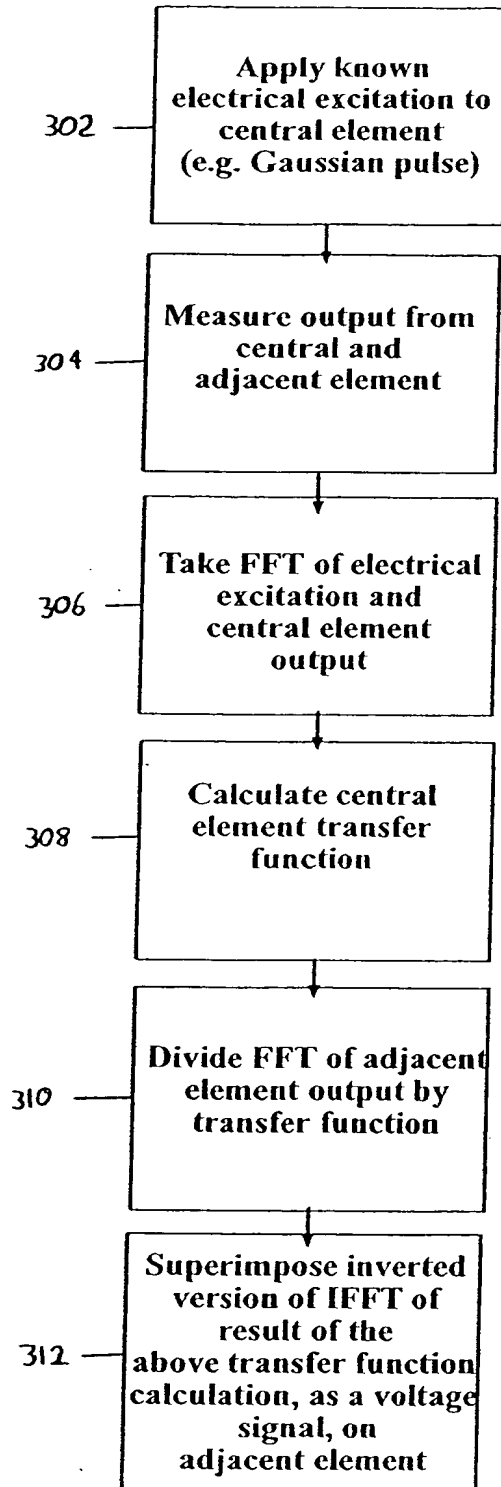 Apply known
electrical excitation to
central element
(e.g. Gaussian pulse)
302
Measure output from
central and
adjacent element
304
Take FFT of electrical
excitation and
central element
output
306
Calculate central
element transfer
function
308
Divide FFT of adjacent
element output by
transfer function
310
Superimpose inverted
version of IFFT of
result of the
above transfer function
calculation, as a voltage
signal, on
adjacent element
312